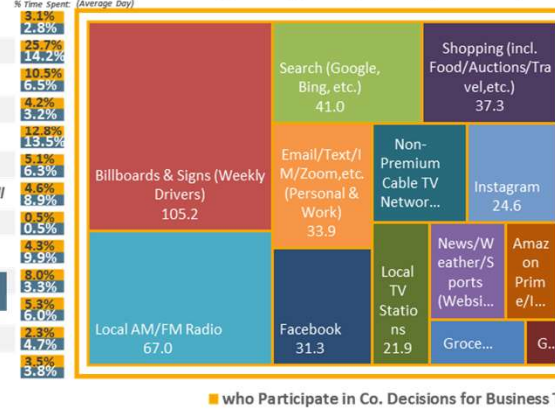 % Time Spent: (Average Day)
3.1%
2.8%
25.7%
14.2%
10.5%
6.5%
4.2%
3.2%
12.8%
13.5%
5.1%
6.3%
4.6%
8.9%
0.5%
0.5%
4.3%
9.9%
8.0%
3.3%
5.3%
6.0%
2.3%
4.7%
3.5%
3.8%
Billboards & Signs (Weekly
Drivers)
105.2
Local AM/FM Radio
67.0
Search (Google,
Bing, etc.)
41.0
Shopping (incl.
Food/Auctions/Tra
vel,etc.)
37.3
Email/Text/I
M/Zoom,etc.
(Personal &
Work)
33.9
Non-
Premium
Cable TV
Networ...
Instagram
24.6
Facebook
31.3
Local
TV
Statio
ns
21.9
News/W
eather/S
ports
(Websi...
Amaz
on
Prim
e/I...
Groce...
G...
who Participate in Co. Decisions for Business